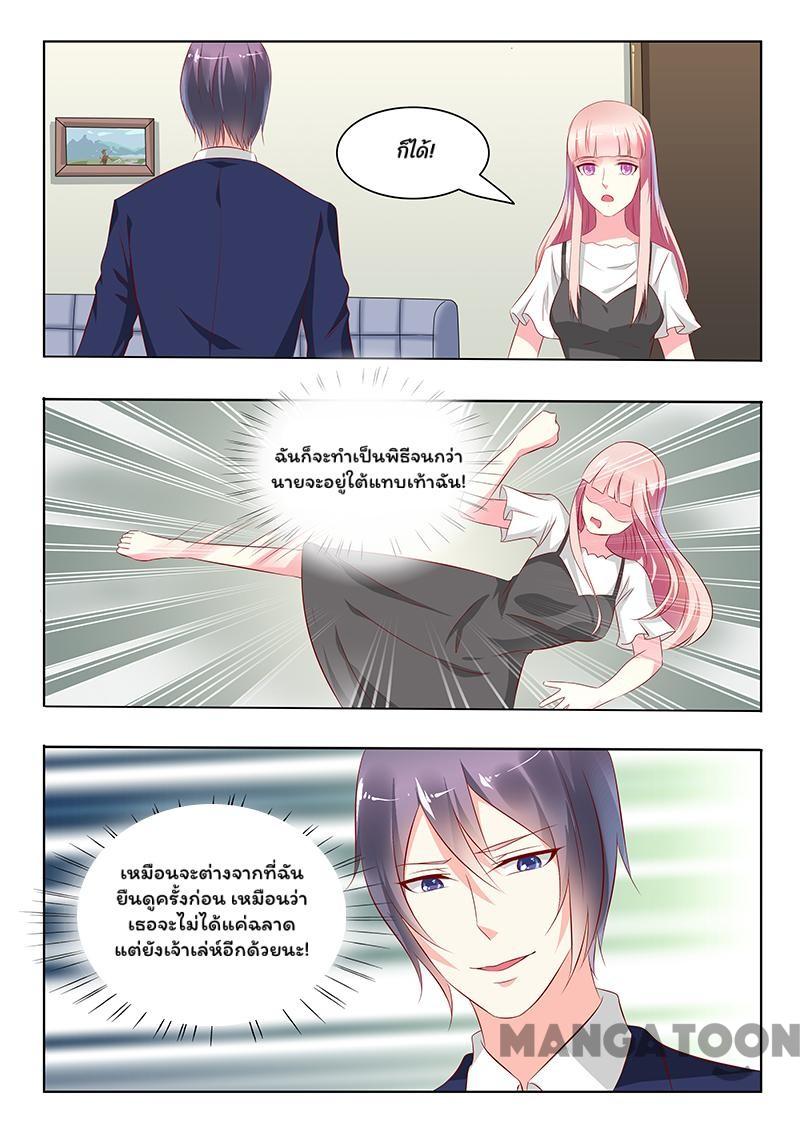 ก็ได้!
ฉันก็จะทำเป็นพิธีจนกว่า
นายจะอยู่ใต้แทบเท้าฉัน!
เหมือนจะต่างจากที่ฉัน
ยืนดูครั้งก่อน เหมือนว่า
เธอจะไม่ได้แค่ฉลาด
แต่ยังเจ้าเล่ห์อีกด้วยนะ!
MANGATOON